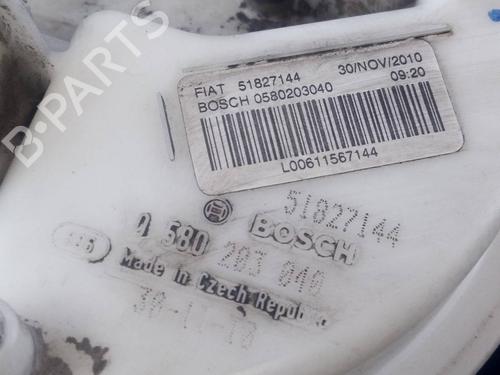 B-PARTS
FIAT 51827144 30/NOV/2010
BOSCH 0580203040 09:20
L00611567144
51827144
0 580 BOSCH
203 040
Made in Czech Republic
30-11-10